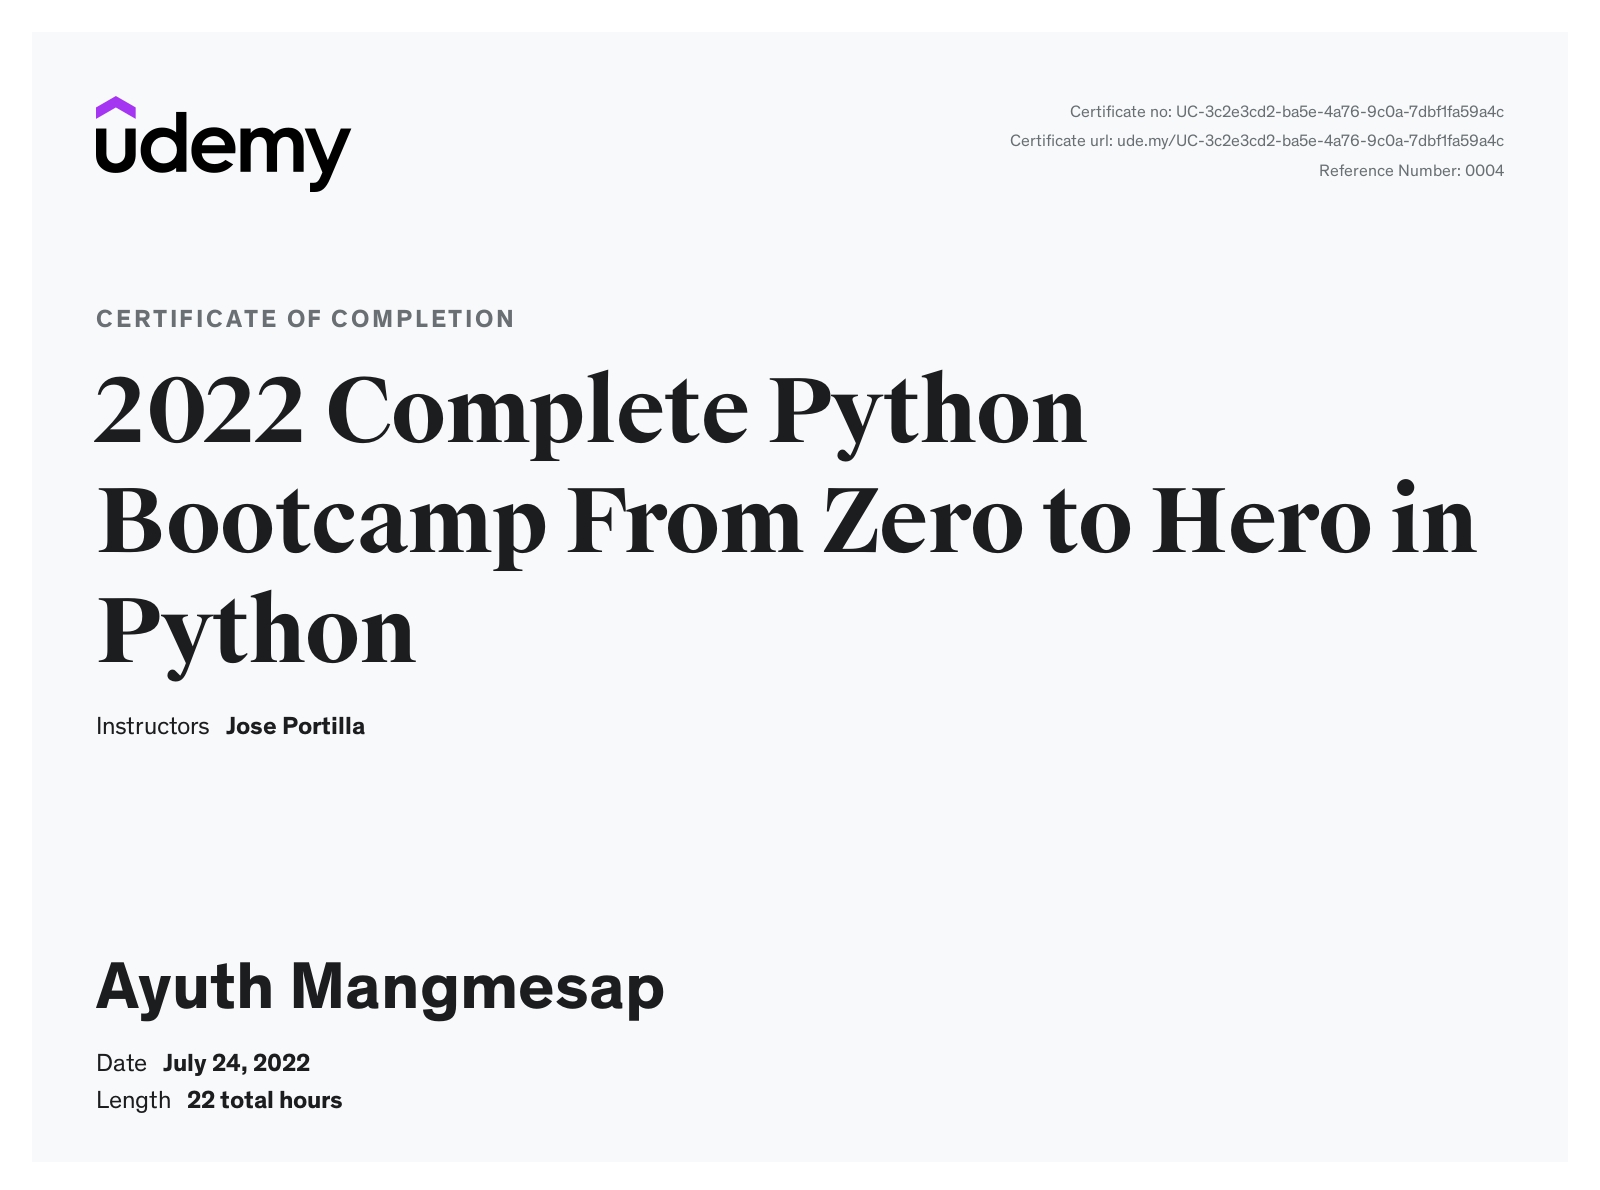 udemy
Certificate no: UC-3c2e3cd2-ba5e-4a76-9c0a-7dbf1fa59a4c
Certificate url: ude.my/UC-3c2e3cd2-ba5e-4a76-9c0a-7dbf1fa59a4c
Reference Number: 0004
CERTIFICATE OF COMPLETION
2022 Complete Python
Bootcamp From Zero to Hero in
Python
Instructors Jose Portilla
Ayuth Mangmesap
Date July 24, 2022
Length 22 total hours